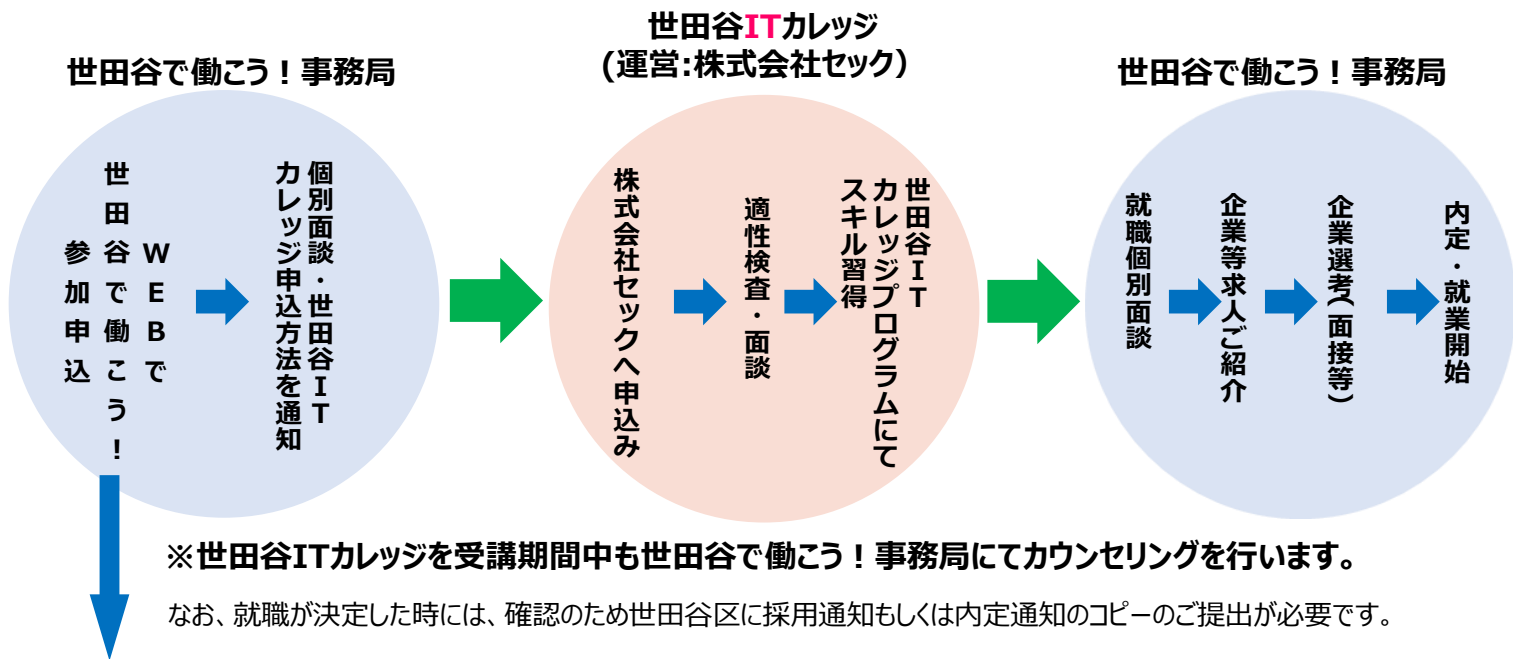 世田谷で働こう！事務局
世田谷ITカレッジ
(運営:株式会社セック）
世田谷で働こう！事務局
WEBで
世田谷で働こう！
参加申込
個別面談・世田谷IT
カレッジ申込方法を通知
株式会社セックへ申込み
適性検査・面談
世田谷IT
カレッジプログラムにて
スキル習得
就職個別面談
企業等求人ご紹介
企業選考（面接等）
内定・就業開始
※世田谷ITカレッジを受講期間中も世田谷で働こう！事務局にてカウンセリングを行います。
なお、就職が決定した時には、確認のため世田谷区に採用通知もしくは内定通知のコピーのご提出が必要です。